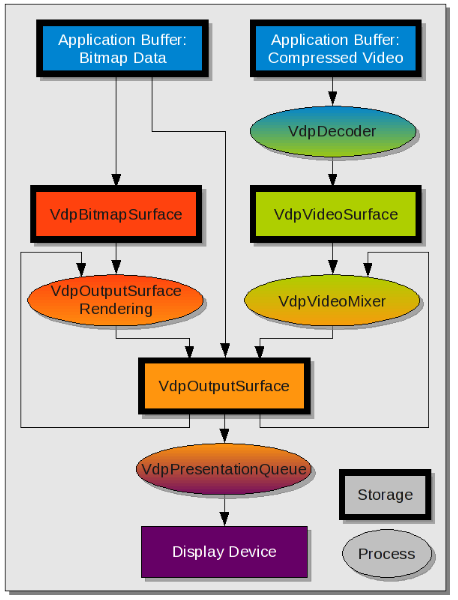 Application Buffer:
Bitmap Data
Application Buffer:
Compressed Video
VdpDecoder
VdpBitmapSurface
VdpVideoSurface
VdpOutputSurface
Rendering
VdpVideoMixer
VdpOutputSurface
VdpPresentationQueue
Storage
Display Device
Process